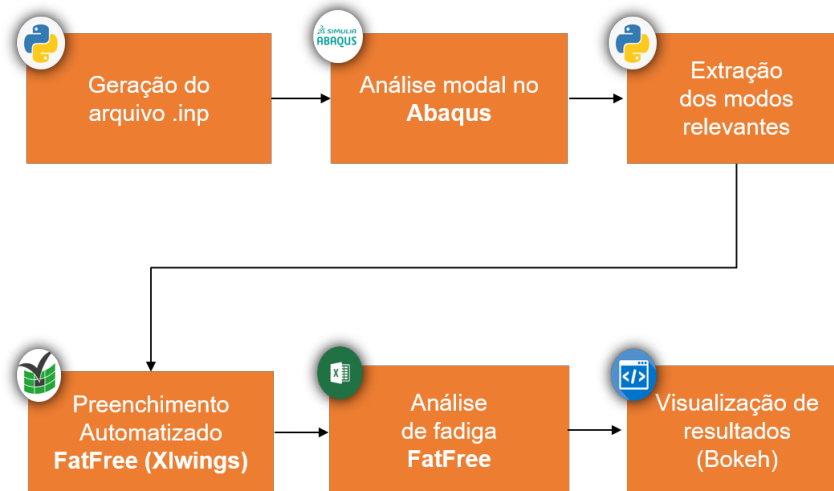 SIMULIA
ABAQUS
Geração do
arquivo .inp
Análise modal no
Abaqus
Extração
dos modos
relevantes
Preenchimento
Automatizado
FatFree (Xlwings)
X
Análise
de fadiga
FatFree
</>
Visualização de
resultados
(Bokeh)